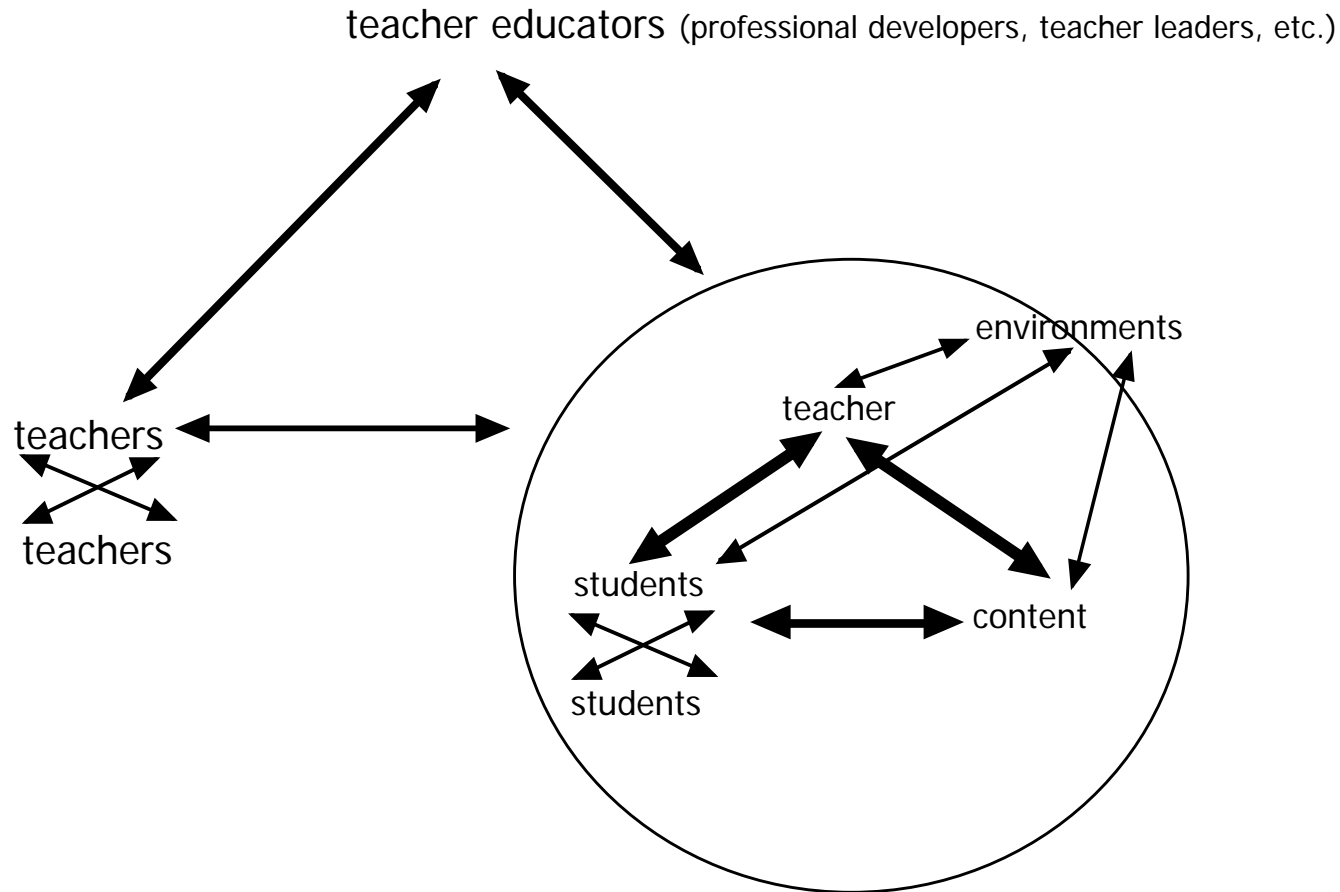 teacher educators (professional developers, teacher leaders, etc.)
environments
teacher
teachers
teachers
students
content
students